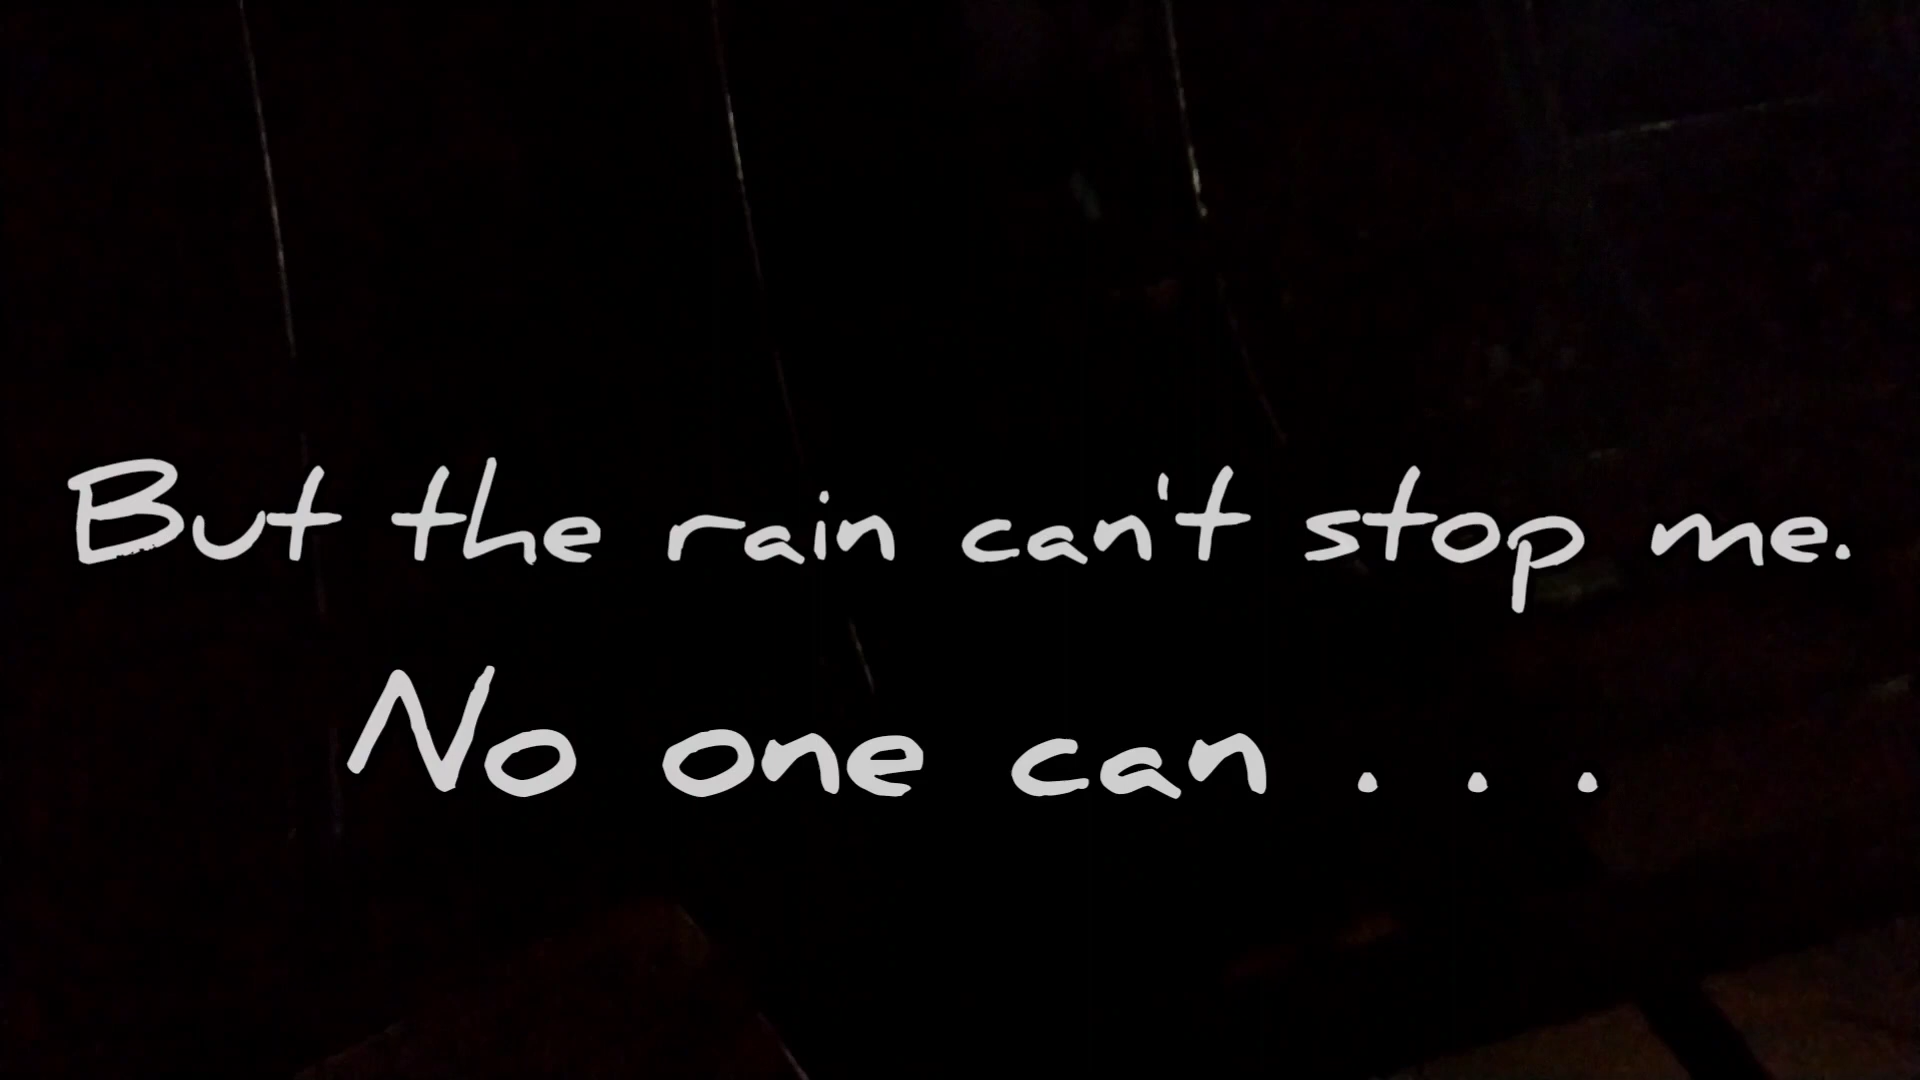 But the rain can't stop me.
No one can . . .